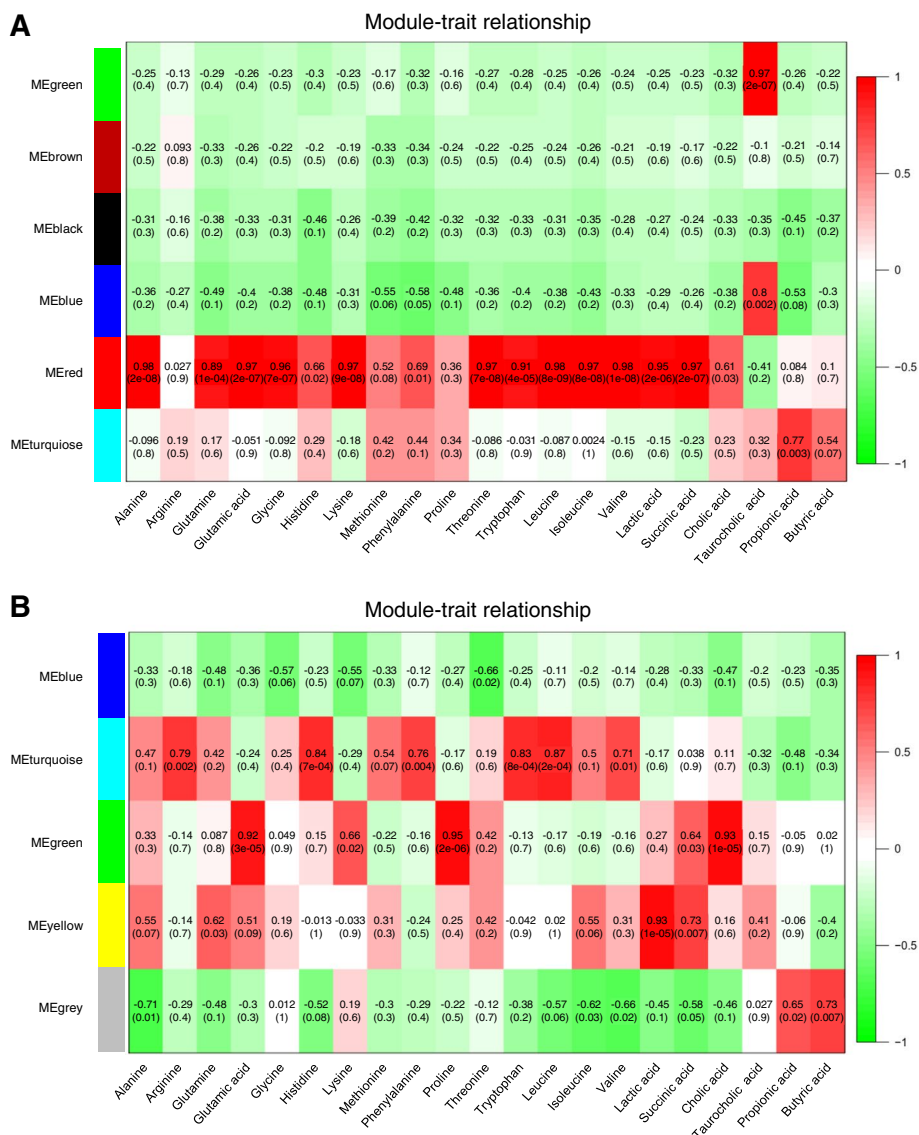 A
Module-trait relationship
MEgreen
-0.25 -0.13 -0.29 -0.26 -0.23 -0.3 -0.23 -0.17 -0.32 -0.16 -0.27 -0.28 -0.25 -0.26 -0.24 -0.25 -0.23 -0.32 0.97 -0.26 -0.22
(0.4) (0.7) (0.4) (0.4) (0.5) (0.4) (0.5) (0.6) (0.3) (0.6) (0.4) (0.4) (0.4) (0.4) (0.5) (0.4) (0.5) (0.3) (2e-07) (0.4) (0.5)
MEbrown
-0.22 0.093 -0.33 -0.26 -0.22 -0.2 -0.19 -0.33 -0.34 -0.24 -0.22 -0.25 -0.24 -0.26 -0.21 -0.19 -0.17 -0.22 -0.1 -0.21 -0.14
(0.5) (0.8) (0.3) (0.4) (0.5) (0.5) (0.6) (0.3) (0.3) (0.5) (0.5) (0.4) (0.4) (0.4) (0.5) (0.6) (0.6) (0.5) (0.8) (0.5) (0.7)
MEblack
-0.31 -0.16 -0.38 -0.33 -0.31 -0.46 -0.26 -0.39 -0.42 -0.32 -0.32 -0.33 -0.31 -0.35 -0.28 -0.27 -0.24 -0.33 -0.35 -0.45 -0.37
(0.3) (0.6) (0.2) (0.3) (0.3) (0.1) (0.4) (0.2) (0.2) (0.3) (0.3) (0.3) (0.3) (0.3) (0.4) (0.4) (0.5) (0.3) (0.3) (0.1) (0.2)
MEblue
-0.36 -0.27 -0.49 -0.4 -0.38 -0.48 -0.31 -0.55 -0.58 -0.48 -0.36 -0.4 -0.38 -0.43 -0.33 -0.29 -0.26 -0.38 0.8 -0.53 -0.3
(0.2) (0.4) (0.1) (0.2) (0.2) (0.1) (0.3) (0.06) (0.05) (0.1) (0.2) (0.2) (0.2) (0.2) (0.3) (0.4) (0.4) (0.2) (0.002) (0.08) (0.3)
MEred
0.98 0.027 0.89 0.97 0.96 0.66 0.97 0.52 0.69 0.36 0.97 0.91 0.98 0.97 0.98 0.95 0.97 0.61 -0.41 0.084 0.1
(2e-08) (0.9) (1e-04) (2e-07) (7e-07) (0.02) (9e-08) (0.08) (0.01) (0.3) (7e-08) (4e-05) (8e-09) (8e-08) (1e-08) (2e-06) (2e-07) (0.03) (0.2) (0.8) (0.7)
MEturquiose
-0.096 0.19 0.17 -0.051 -0.092 0.29 -0.18 0.42 0.44 0.34 -0.086 -0.031 -0.087 0.0024 -0.15 -0.15 -0.23 0.23 0.32 0.77 0.54
(0.8) (0.5) (0.6) (0.9) (0.8) (0.4) (0.6) (0.2) (0.1) (0.3) (0.8) (0.9) (0.8) (1) (0.6) (0.6) (0.5) (0.5) (0.3) (0.003) (0.07)
Alanine Arginine Glutamine Glutamic acid Glycine Histidine Lysine Methionine Phenylalanine Proline Threonine Tryptophan Leucine Isoleucine Valine Lactic acid Succinic acid Cholic acid Taurocholic acid Propionic acid Butyric acid
1
0.5
0
−0.5
−1
B
Module-trait relationship
MEblue
-0.33 -0.18 -0.48 -0.36 -0.57 -0.23 -0.55 -0.33 -0.12 -0.27 -0.66 -0.25 -0.11 -0.2 -0.14 -0.28 -0.33 -0.47 -0.2 -0.23 -0.35
(0.3) (0.6) (0.1) (0.3) (0.06) (0.5) (0.07) (0.3) (0.7) (0.4) (0.02) (0.4) (0.7) (0.5) (0.7) (0.4) (0.3) (0.1) (0.5) (0.5) (0.3)
MEturquoise
0.47 0.79 0.42 -0.24 0.25 0.84 -0.29 0.54 0.76 -0.17 0.19 0.83 0.87 0.5 0.71 -0.17 0.038 0.11 -0.32 -0.48 -0.34
(0.1) (0.002) (0.2) (0.4) (0.4) (7e-04) (0.4) (0.07) (0.004) (0.6) (0.6) (8e-04) (2e-04) (0.1) (0.01) (0.6) (0.9) (0.7) (0.3) (0.1) (0.3)
MEgreen
0.33 -0.14 0.087 0.92 0.049 0.15 0.66 -0.22 -0.16 0.95 0.42 -0.13 -0.17 -0.19 -0.16 0.27 0.64 0.93 0.15 -0.05 0.02
(0.3) (0.7) (0.8) (3e-05) (0.9) (0.7) (0.02) (0.5) (0.6) (2e-06) (0.2) (0.7) (0.6) (0.6) (0.6) (0.4) (0.03) (1e-05) (0.7) (0.9) (1)
MEyellow
0.55 -0.14 0.62 0.51 0.19 -0.013 -0.033 0.31 -0.24 0.25 0.42 -0.042 0.02 0.55 0.31 0.93 0.73 0.16 0.41 -0.06 -0.4
(0.07) (0.7) (0.03) (0.09) (0.6) (1) (0.9) (0.3) (0.5) (0.4) (0.2) (0.9) (1) (0.06) (0.3) (1e-05) (0.007) (0.6) (0.2) (0.9) (0.2)
MEgrey
-0.71 -0.29 -0.48 -0.3 0.012 -0.52 0.19 -0.3 -0.29 -0.22 -0.12 -0.38 -0.57 -0.62 -0.66 -0.45 -0.58 -0.46 0.027 0.65 0.73
(0.01) (0.4) (0.1) (0.3) (1) (0.08) (0.6) (0.3) (0.4) (0.5) (0.7) (0.2) (0.06) (0.03) (0.02) (0.1) (0.05) (0.1) (0.9) (0.02) (0.007)
Alanine Arginine Glutamine Glutamic acid Glycine Histidine Lysine Methionine Phenylalanine Proline Threonine Tryptophan Leucine Isoleucine Valine Lactic acid Succinic acid Cholic acid Taurocholic acid Propionic acid Butyric acid
1
0.5
0
−0.5
−1